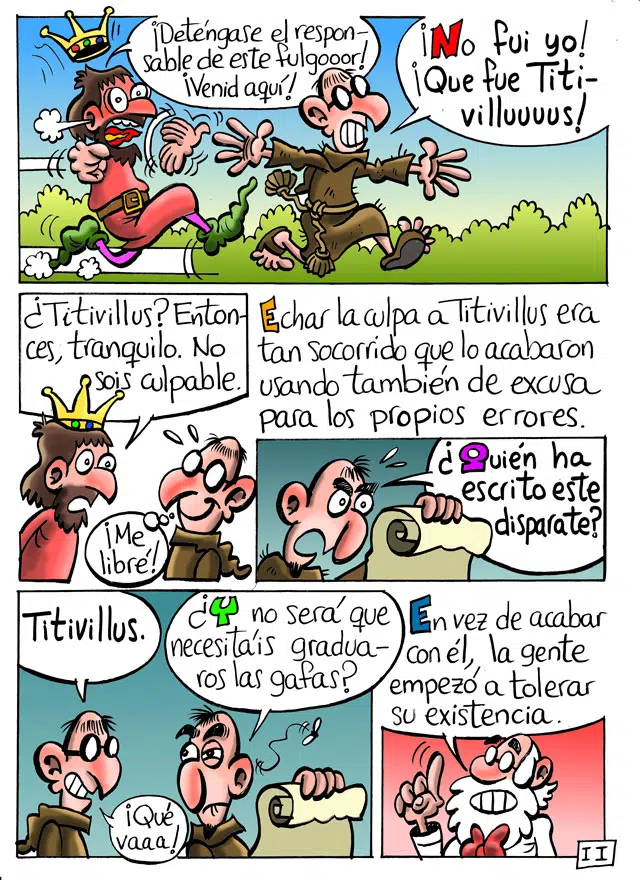 ¡Deténgase el respon-
sable de este fulgooor!
¡Venid aquí!
¡No fui yo!
¡Que fue Titi-
villuuuus!
¿Titivillus? Enton-
ces, tranquilo. No
sois culpable.
¡Me
libré!
Echar la culpa a Titivillus era
tan socorrido que lo acabaron
usando también de excusa
para los propios errores.
¿Quién ha
escrito este
disparate?
Titivillus.
¿Y no será que
necesitáis gradua-
ros las gafas?
¡Qué
vaaa!
En vez de acabar
con él, la gente
empezó a tolerar
su existencia.
II